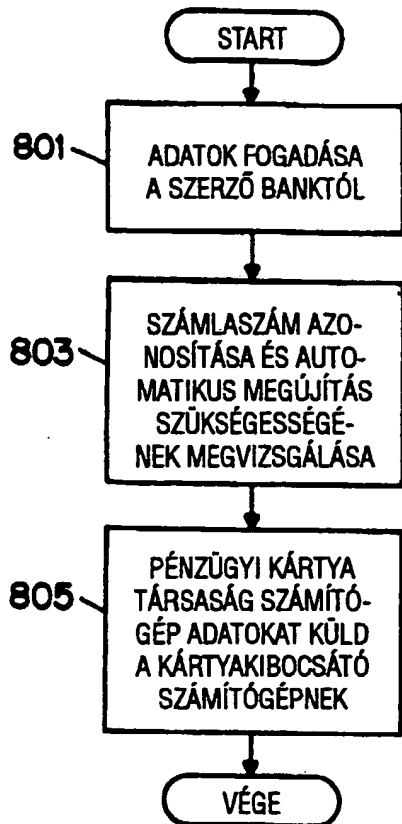 START
801
ADATOK FOGADÁSA
A SZERZŐ BANKTÓL
803
SZÁMLASZÁM AZO-
NOSÍTÁSA ÉS AUTO-
MATIKUS MEGÚJÍTÁS
SZÜKSÉGESSÉGÉ-
NEK MEGVIZSGÁLÁSA
805
PÉNZÜGYI KÁRTYA
TÁRSASÁG SZÁMÍTÓ-
GÉP ADATOKAT KÜLD
A KÁRTYAKIBOCSÁTÓ
SZÁMÍTÓGÉPNEK
VÉGE